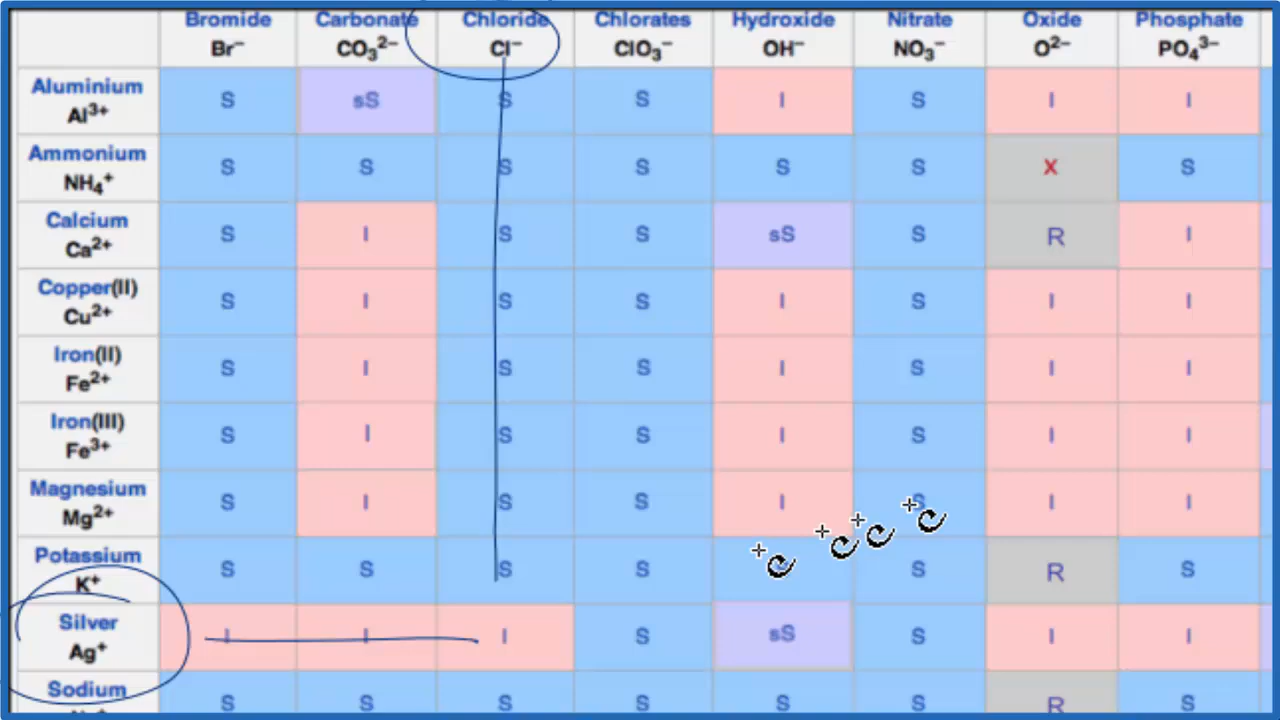 Bromide Carbonate Chloride Chlorates Hydroxide Nitrate Oxide Phosphate
Br⁻ CO₃²⁻ Cl⁻ ClO₃⁻ OH⁻ NO₃⁻ O²⁻ PO₄³⁻
Aluminium
Al³⁺ S sS S S I S I I
Ammonium
NH₄⁺ S S S S S S X S
Calcium
Ca²⁺ S I S S sS S R I
Copper(II)
Cu²⁺ S I S S I S I I
Iron(II)
Fe²⁺ S I S S I S I I
Iron(III)
Fe³⁺ S I S S I S I I
Magnesium
Mg²⁺ S I S S I S I I
Potassium
K⁺ S S S S S R S
Silver
Ag⁺ I I I S sS S I I
Sodium
S S S S S S R S